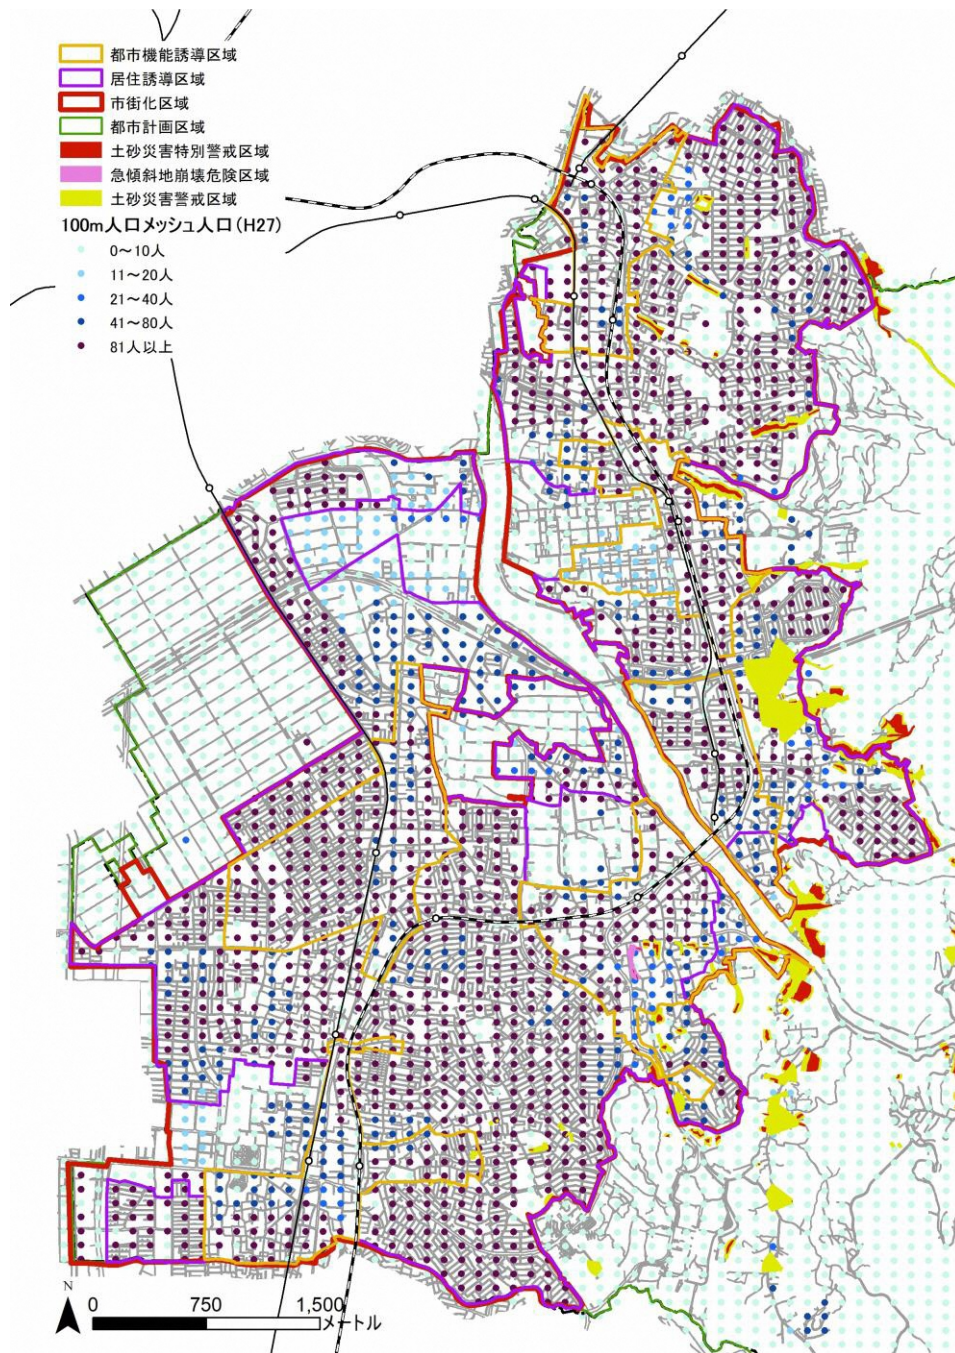 都市機能誘導区域
居住誘導区域
市街化区域
都市計画区域
土砂災害特別警戒区域
急傾斜地崩壊危険区域
土砂災害警戒区域
100m人口メッシュ人口(H27)
0〜10人
11〜20人
21〜40人
41〜80人
81人以上
N
0 750 1,500
メートル